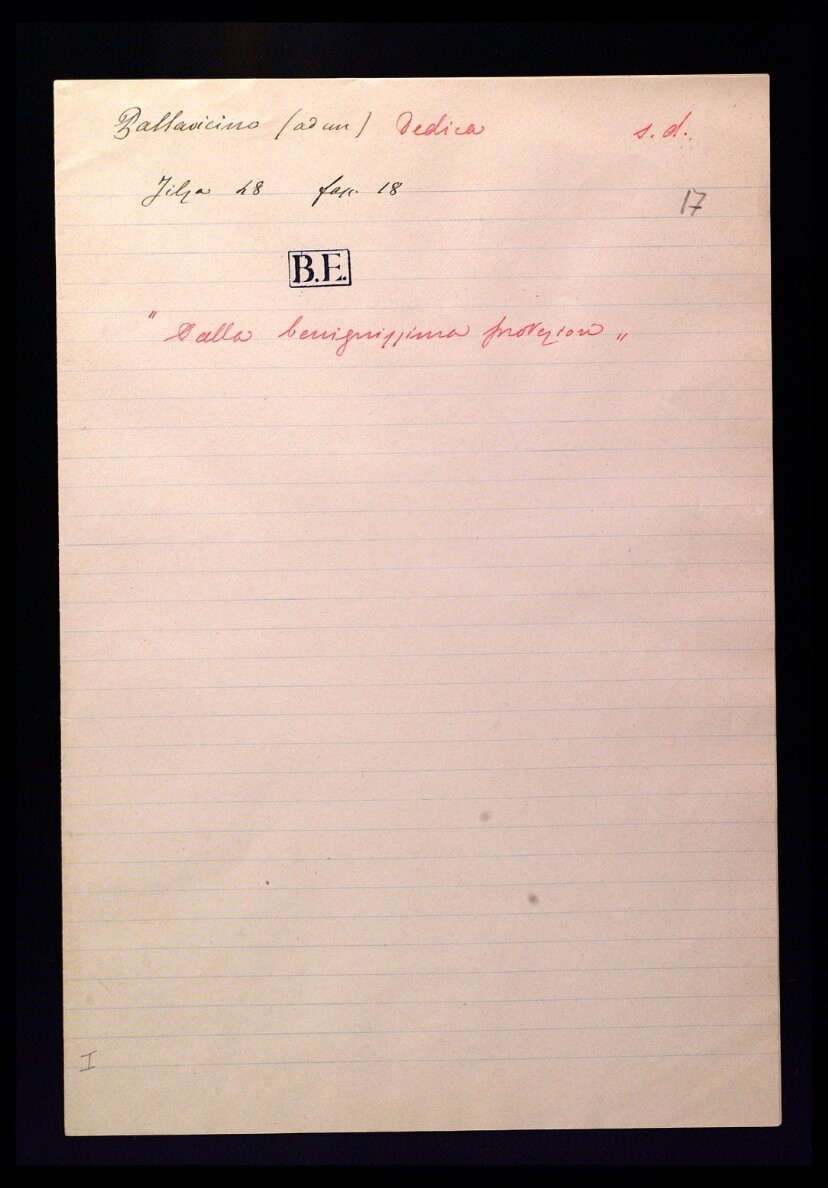 Pallavicino (ad un) Dedica s.d.
Filza 28 fasc. 18
17
B.E.
"Dalla benignissima protezione"
I